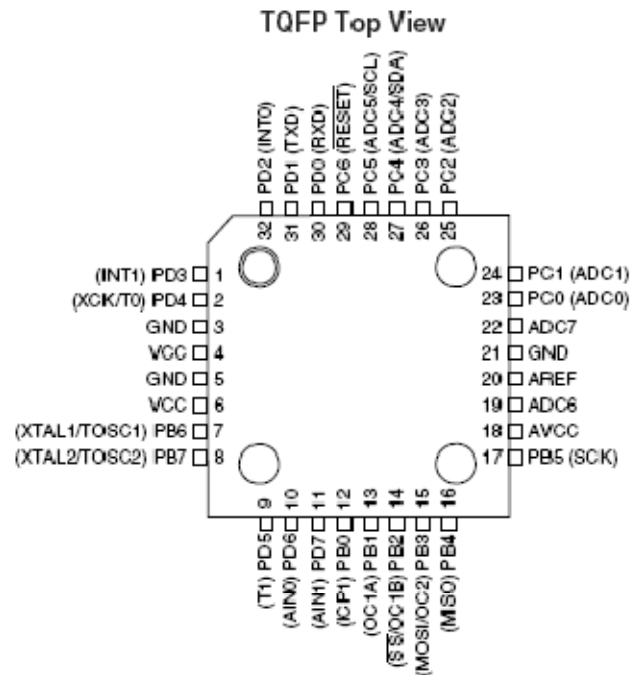 TQFP Top View
PD2 (INT0)
PD1 (TXD)
PD0 (RXD)
PC6 (RESET)
PC5 (ADC5/SCL)
PC4 (ADC4/SDA)
PC3 (ADC3)
PC2 (ADC2)
32 31 30 29 28 27 26 25
(INT1) PD3 1
(XCK/T0) PD4 2
GND 3
VCC 4
GND 5
VCC 6
(XTAL1/TOSC1) PB6 7
(XTAL2/TOSC2) PB7 8
24 PC1 (ADC1)
23 PC0 (ADC0)
22 ADC7
21 GND
20 AREF
19 ADC6
18 AVCC
17 PB5 (SCK)
9 10 11 12 13 14 15 16
(T1) PD5
(AIN0) PD6
(AIN1) PD7
(ICP1) PB0
(OC1A) PB1
(SS/OC1B) PB2
(MOSI/OC2) PB3
(MISO) PB4